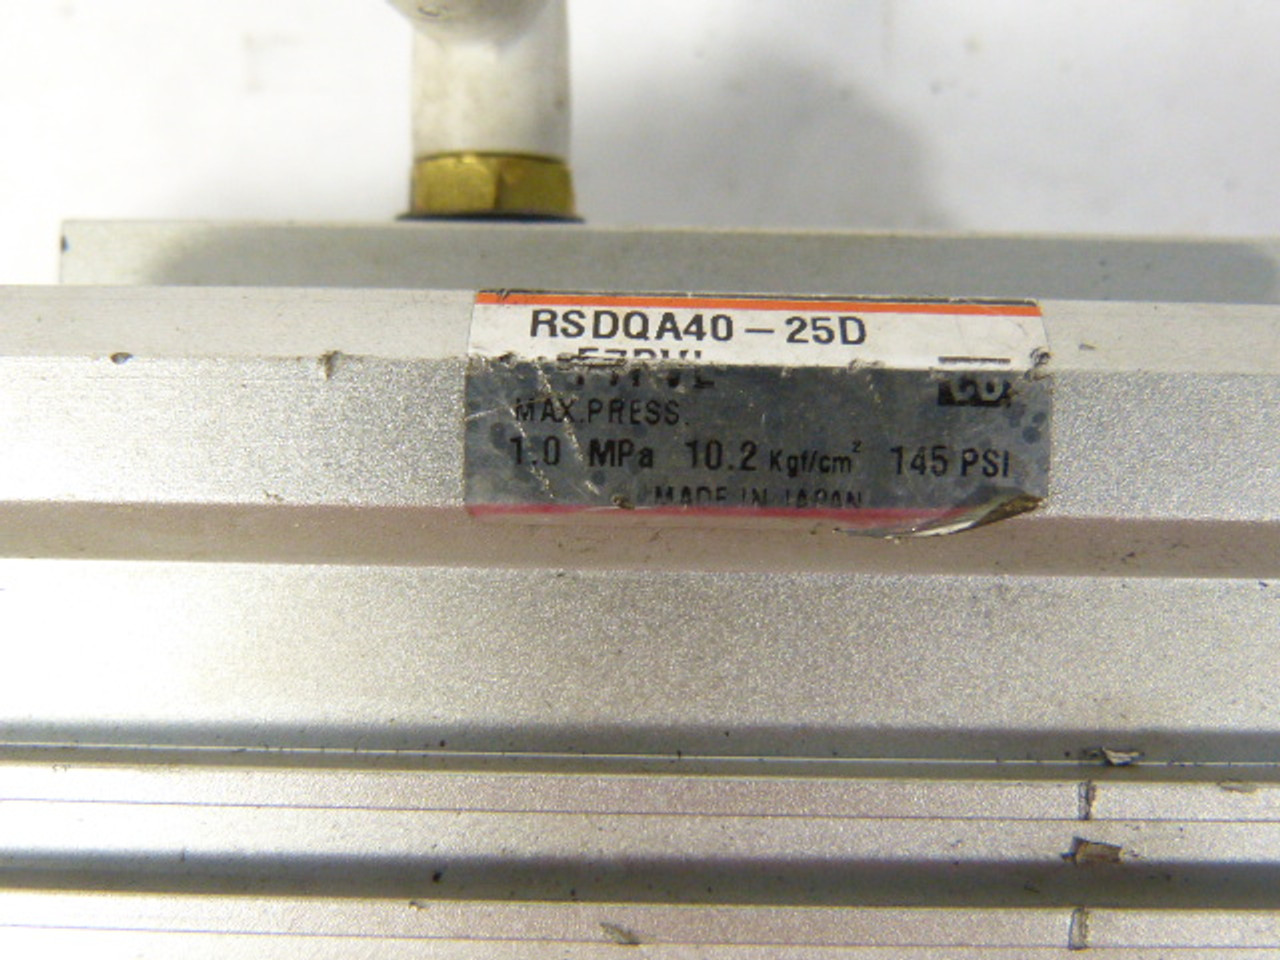 RSDQA40-25D
MAX.PRESS.
1.0 MPa 10.2 Kgf/cm² 145 PSI
MADE IN JAPAN